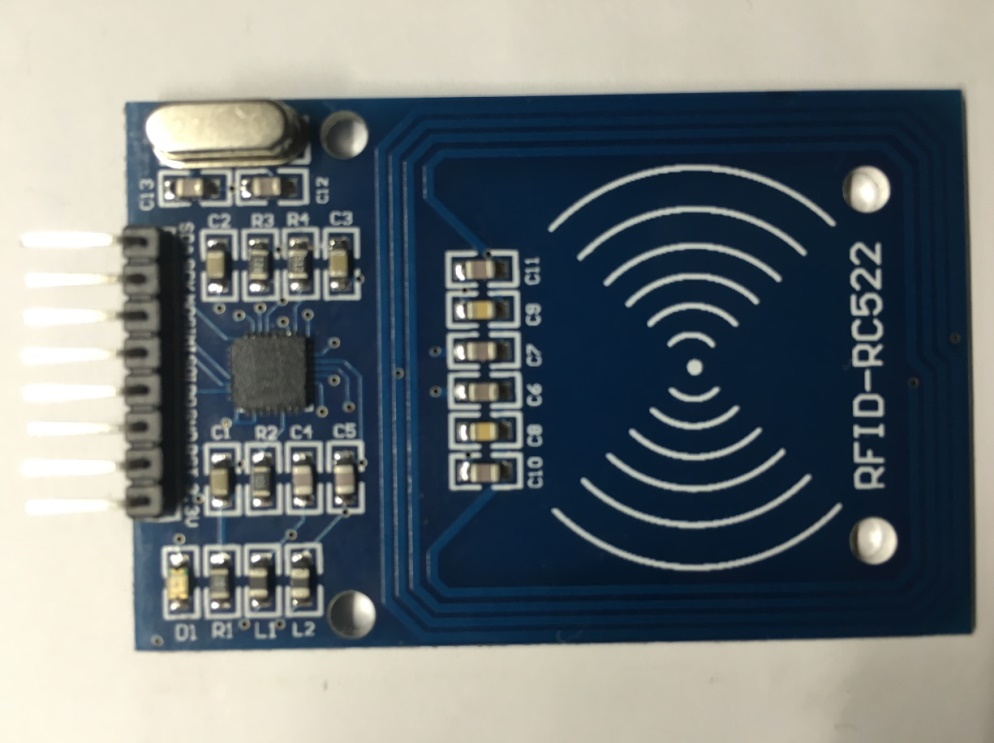 C13
C12
C2 R3 R4 C3
C11
C9
C7
C6
C8
C10
C1 R2 C4 C5
D1 R1 L1 L2
RFID-RC522